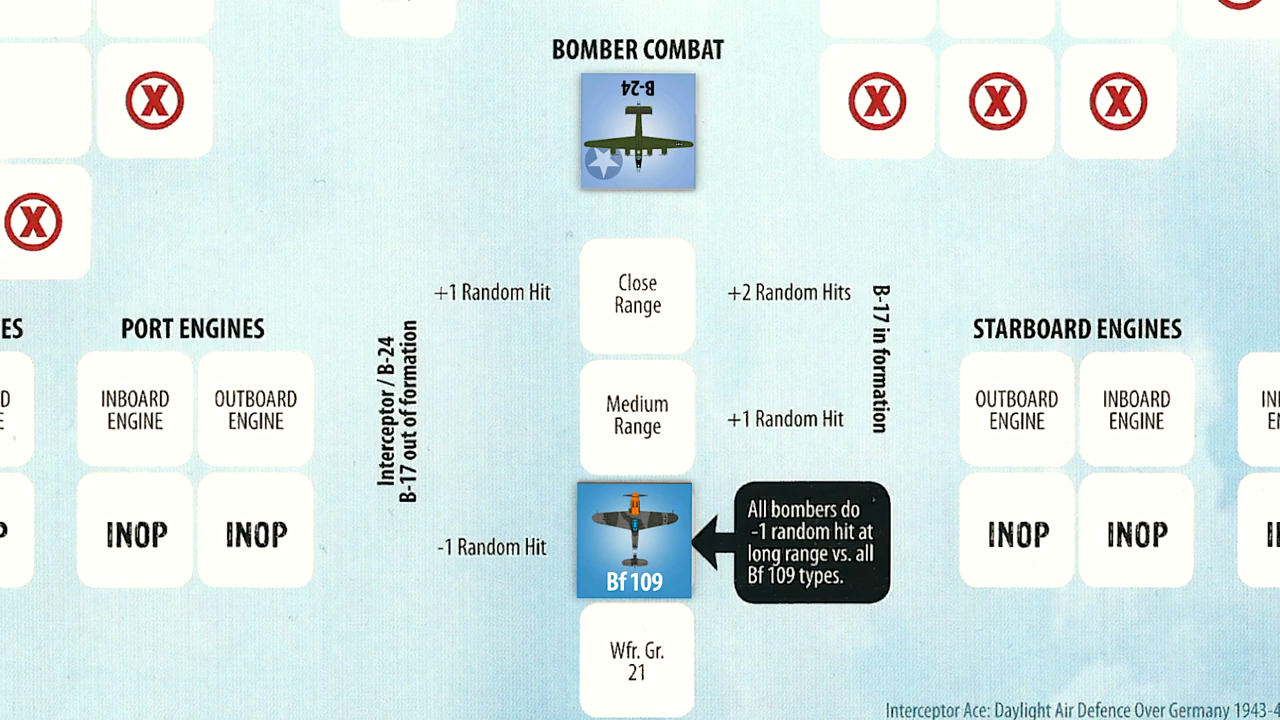 BOMBER COMBAT
B-24
X
X
X
X
X
Close
Range
+1 Random Hit
+2 Random Hits
Interceptor / B-24
B-17 out of formation
B-17 in formation
ES
PORT ENGINES
STARBOARD ENGINES
INBOARD
ENGINE
OUTBOARD
ENGINE
Medium
Range
+1 Random Hit
OUTBOARD
ENGINE
INBOARD
ENGINE
INOP
INOP
-1 Random Hit
Bf 109
All bombers do
-1 random hit at
long range vs. all
Bf 109 types.
INOP
INOP
Wfr. Gr.
21
Interceptor Ace: Daylight Air Defence Over Germany 1943-4